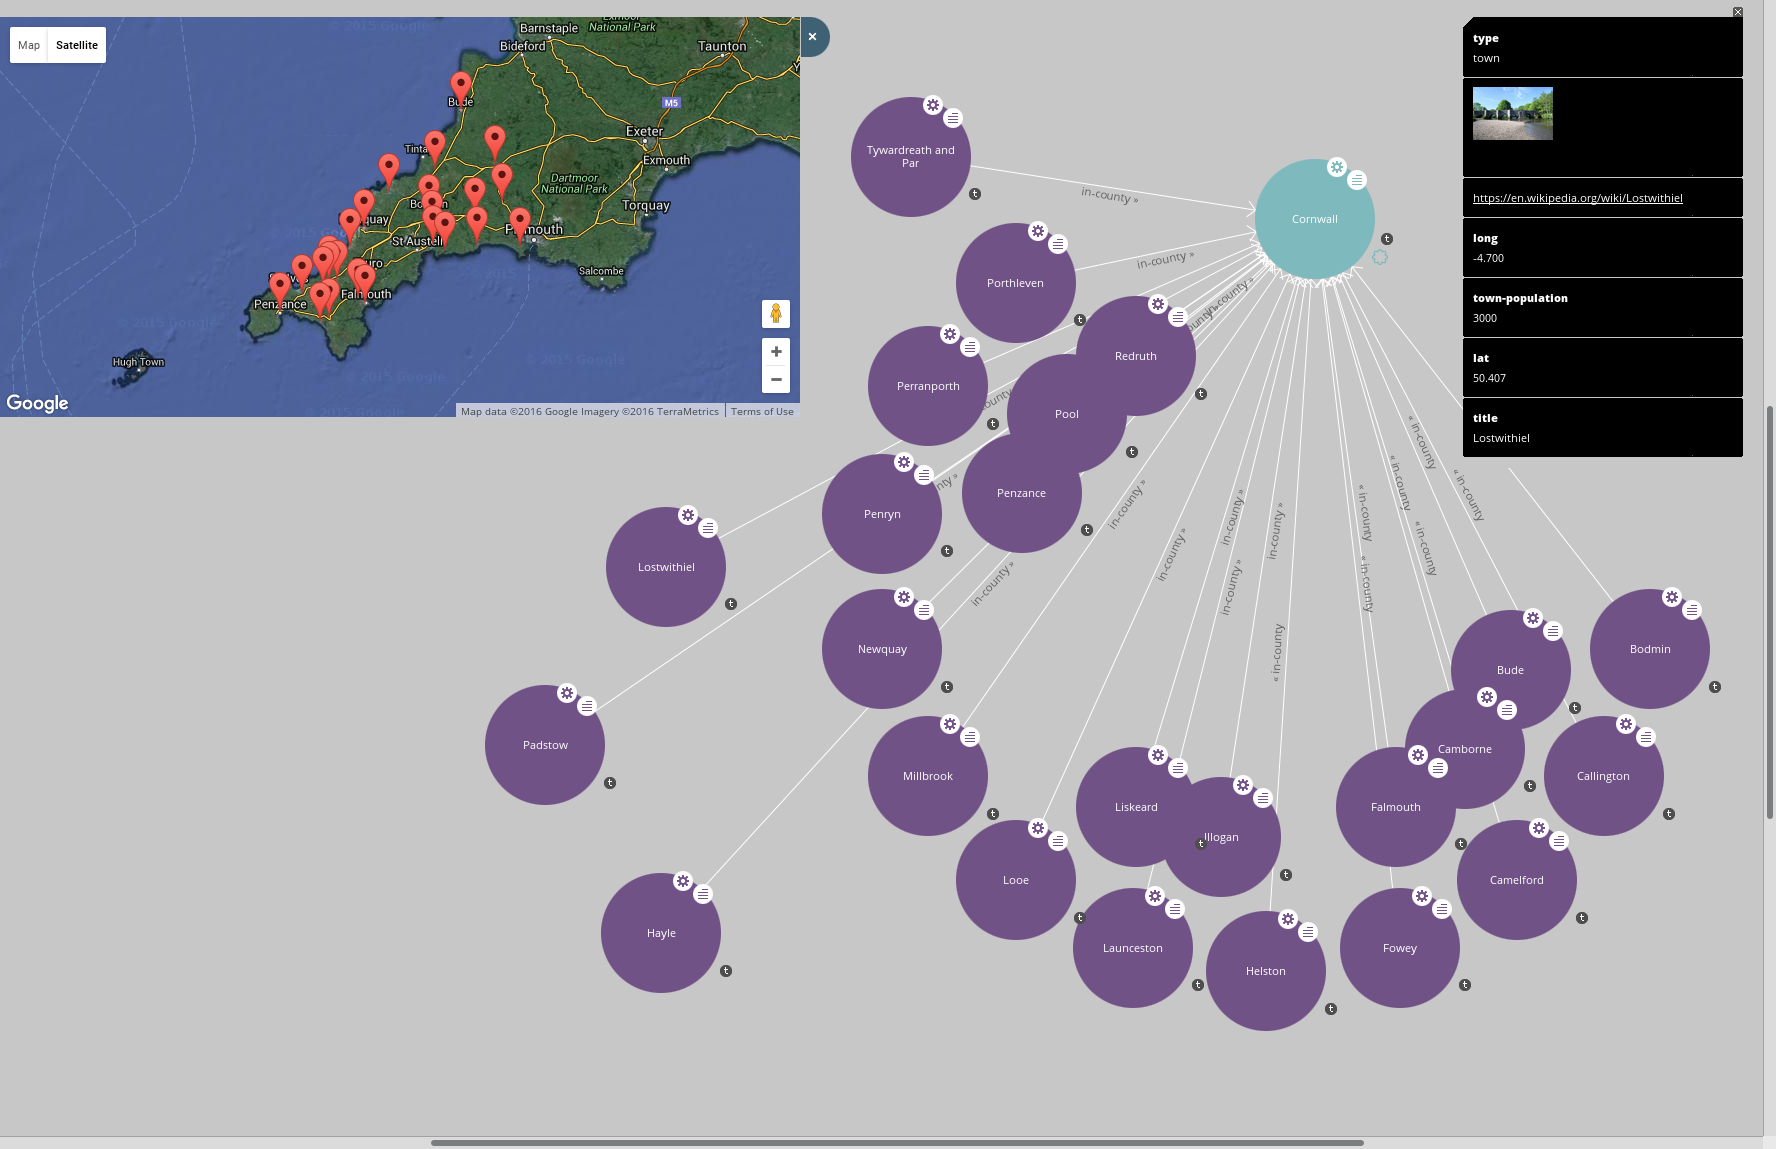 Map
Satellite
©2015 Google
Barnstaple
Exmoor
National Park
Bideford
Taunton
M5
Bude
Exeter
Exmouth
Dartmoor
National Park
Torquay
Plymouth
St Austell
Salcombe
Penzance
Falmouth
Hugh Town
Google
Map data ©2016 Google Imagery ©2016 TerraMetrics
Terms of Use
Tywardreath and
Par
t
in-county »
Cornwall
t
Porthleven
t
in-county »
in-county »
Redruth
t
Perranporth
t
Pool
t
Penryn
t
Penzance
t
Lostwithiel
t
Newquay
t
in-county »
in-county »
in-county »
in-county »
in-county »
in-county »
« in-county
« in-county
« in-county
« in-county
« in-county
« in-county
« in-county
Padstow
t
Millbrook
t
Liskeard
t
Illogan
t
Looe
t
Launceston
t
Helston
t
Hayle
t
Bude
t
Bodmin
t
Camborne
t
Callington
t
Falmouth
t
Camelford
t
Fowey
t
type
town
https://en.wikipedia.org/wiki/Lostwithiel
long
-4.700
town-population
3000
lat
50.407
title
Lostwithiel